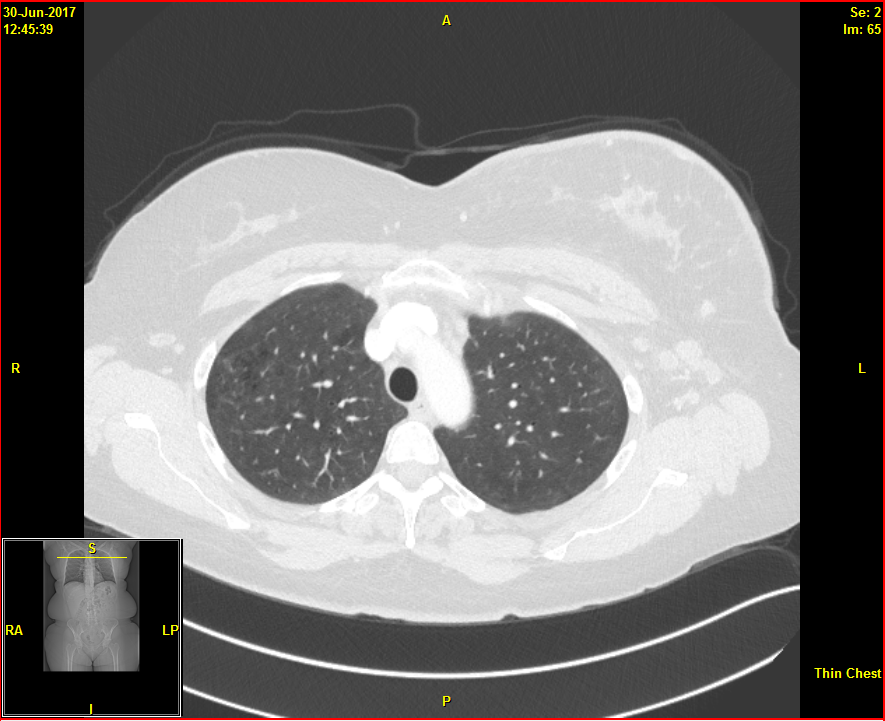 30-Jun-2017
12:45:39
A
Se: 2
Im: 65
R
L
S
RA
LP
I
Thin Chest
P